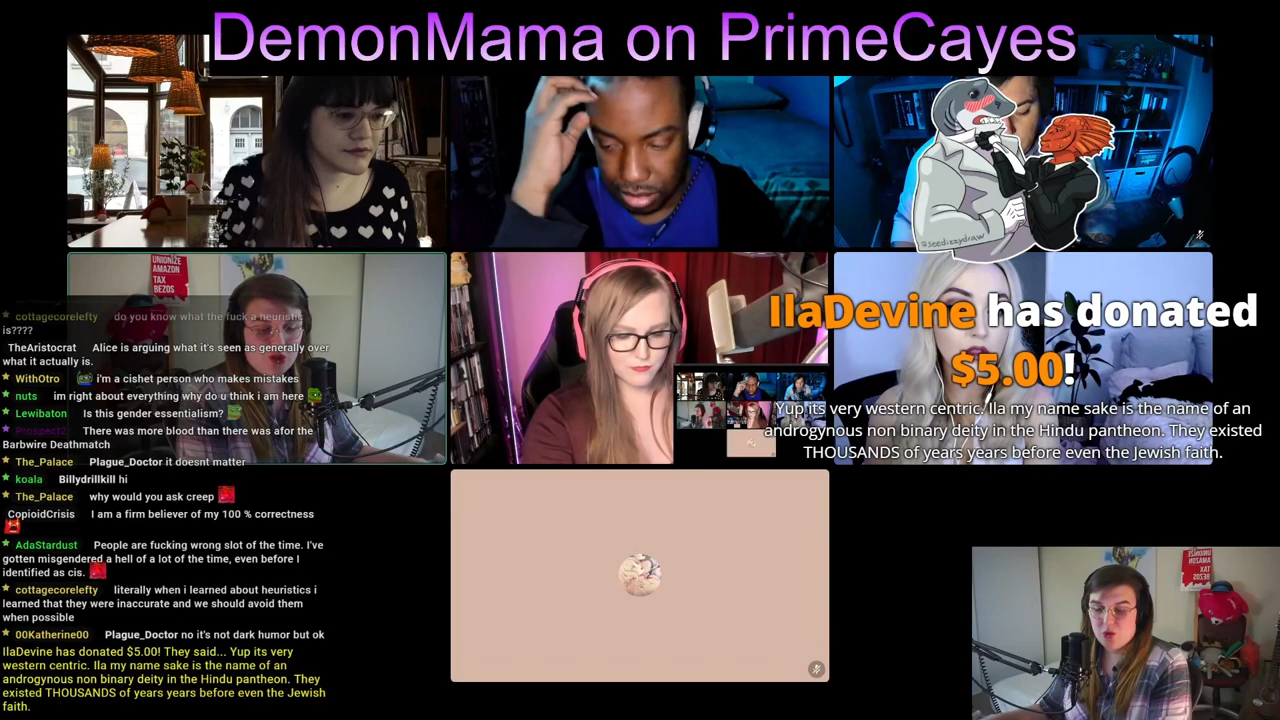 DemonMama on PrimeCayes
@seedizzydraw
UNIONIZE
AMAZON
TAX
BEZOS
cottagecorelefty do you know what the fuck a heuristic
is????
TheAristocrat Alice is arguing what it's seen as generally over
what it actually is.
WithOtro i'm a cishet person who makes mistakes
nuts im right about everything why do u think i am here
Lewibaton Is this gender essentialism?
Prospect2 There was more blood than there was afor the
Barbwire Deathmatch
The_Palace Plague_Doctor it doesnt matter
koala Billydrillkill hi
The_Palace why would you ask creep
CopioidCrisis I am a firm believer of my 100 % correctness
AdaStardust People are fucking wrong slot of the time. I've
gotten misgendered a hell of a lot of the time, even before I
identified as cis.
cottagecorelefty literally when i learned about heuristics i
learned that they were inaccurate and we should avoid them
when possible
00Katherine00 Plague_Doctor no it's not dark humor but ok
IlaDevine has donated $5.00! They said... Yup its very
western centric. Ila my name sake is the name of an
androgynous non binary deity in the Hindu pantheon. They
existed THOUSANDS of years years before even the Jewish
faith.
IlaDevine has donated
$5.00!
Yup its very western centric. Ila my name sake is the name of an
androgynous non binary deity in the Hindu pantheon. They existed
THOUSANDS of years years before even the Jewish faith.
UNIONIZE
AMAZON
TAX
BEZOS